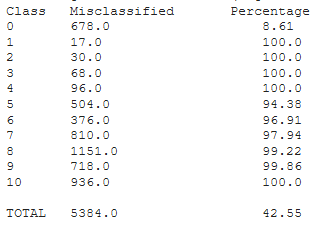 Class Misclassified Percentage
0 678.0 8.61
1 17.0 100.0
2 30.0 100.0
3 68.0 100.0
4 96.0 100.0
5 504.0 94.38
6 376.0 96.91
7 810.0 97.94
8 1151.0 99.22
9 718.0 99.86
10 936.0 100.0
TOTAL 5384.0 42.55